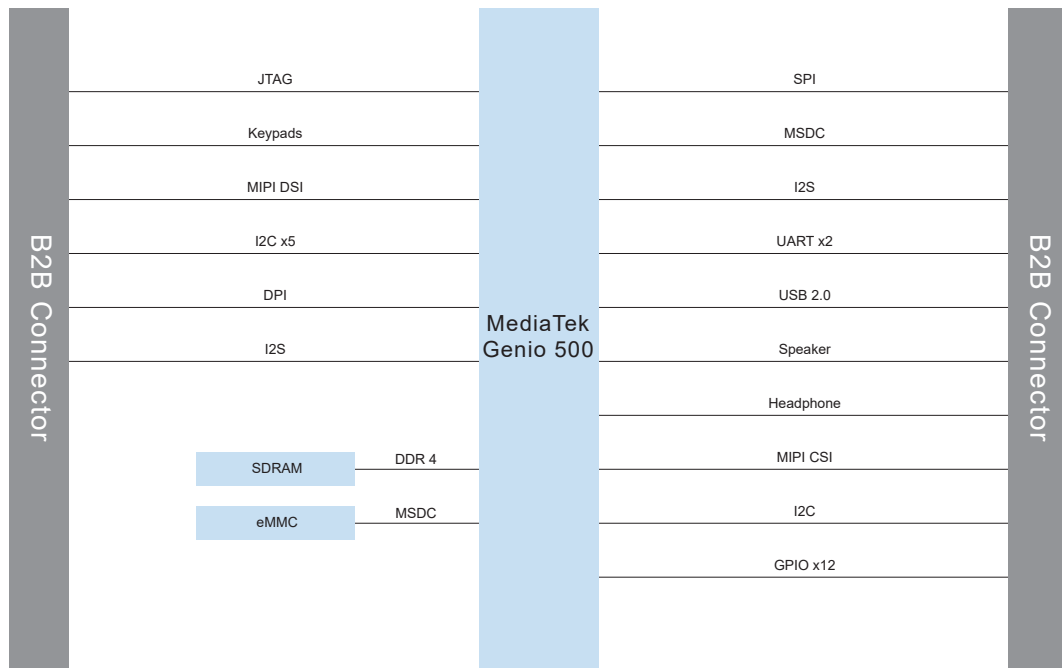 JTAG
Keypads
MIPI DSI
I2C x5
DPI
I2S
B2B Connector
SDRAM
DDR 4
eMMC
MSDC
MediaTek
Genio 500
SPI
MSDC
I2S
UART x2
USB 2.0
Speaker
Headphone
MIPI CSI
I2C
GPIO x12
B2B Connector